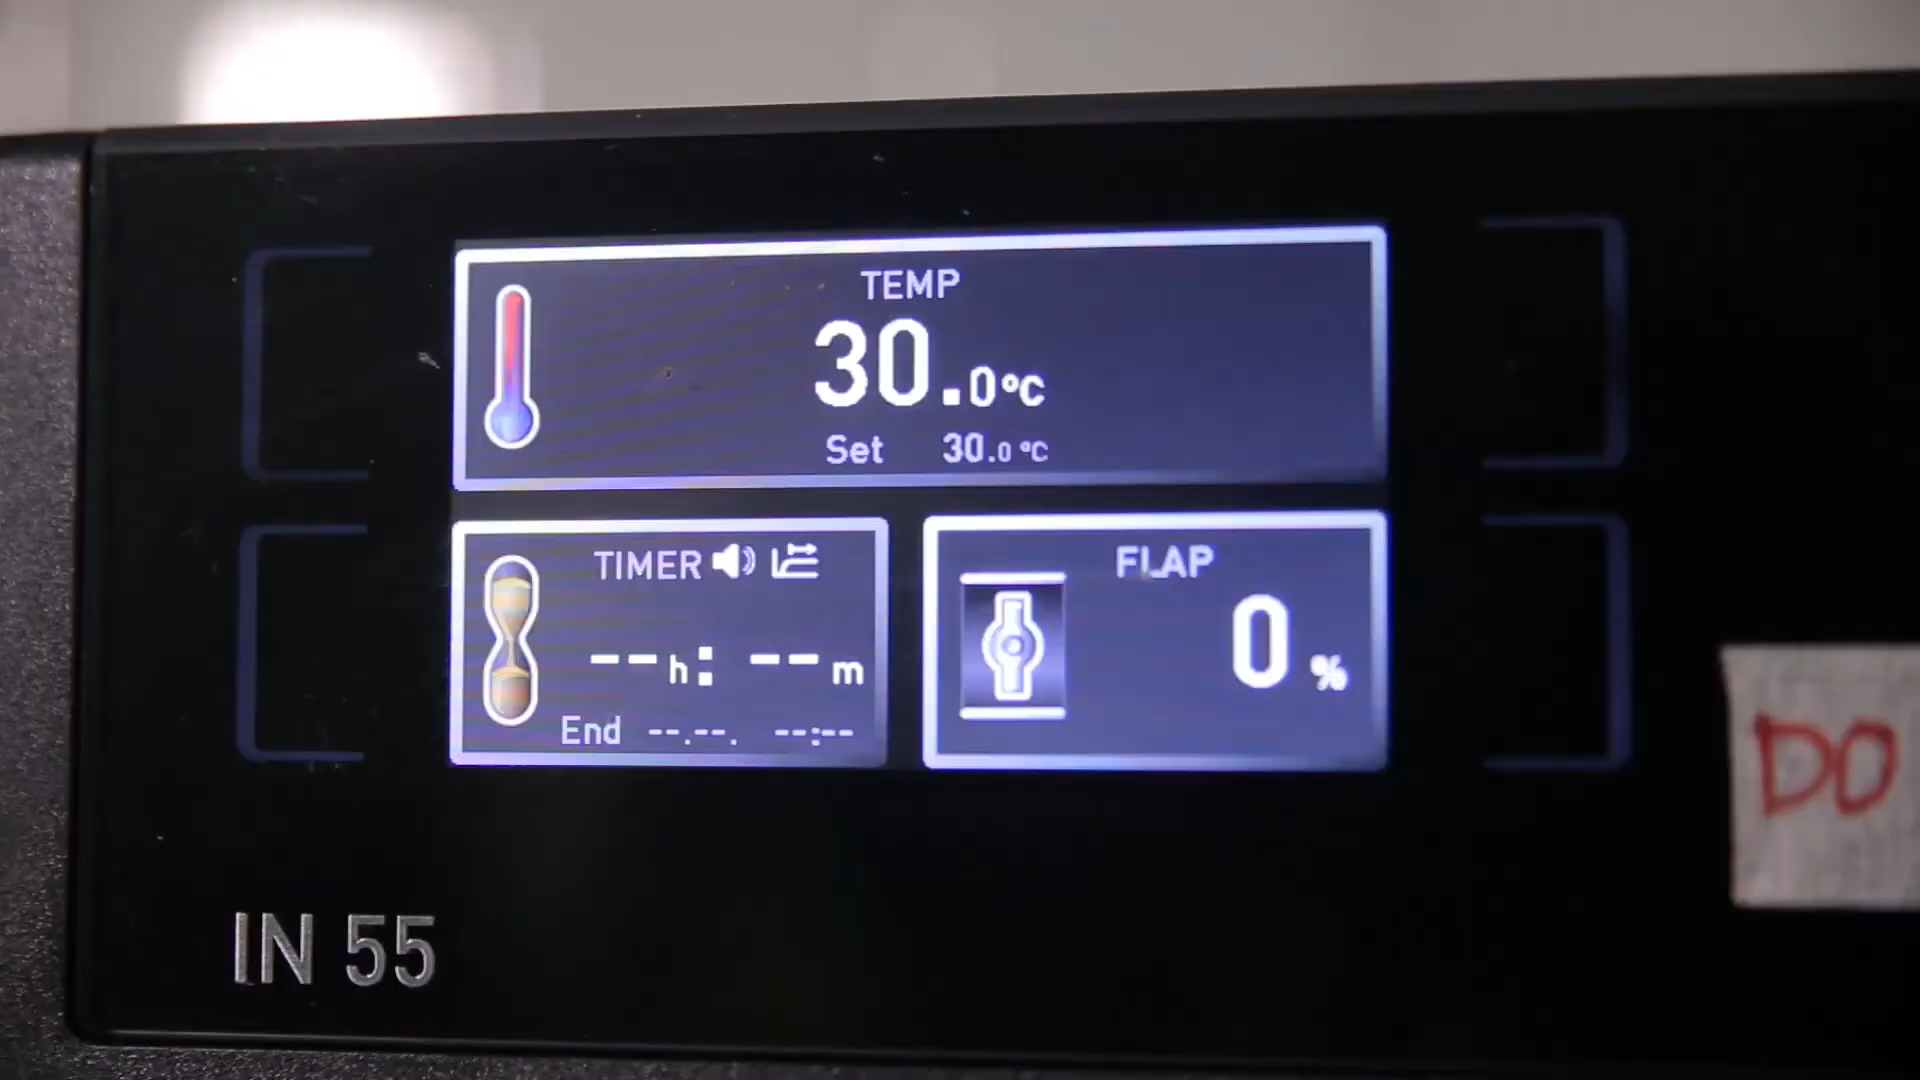 TEMP
30.0°C
Set 30.0 °C
TIMER
--h: --m
End --.--. --:--
FLAP
0 %
DO
IN 55